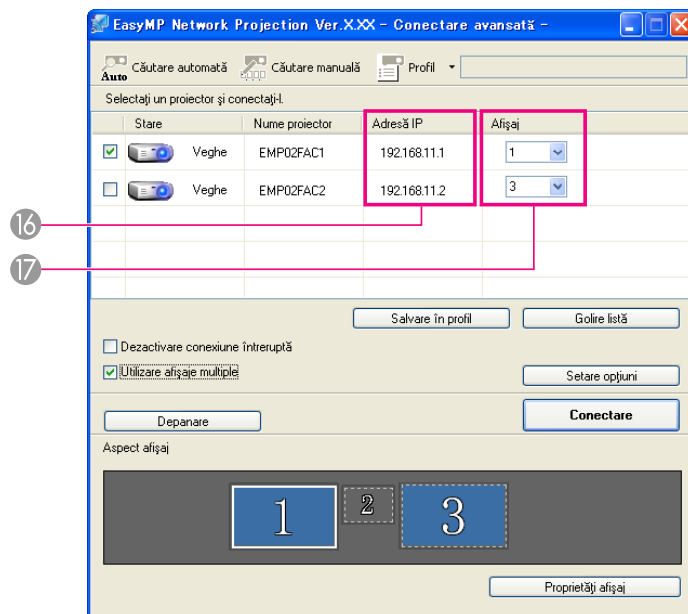 EasyMP Network Projection Ver.X.XX - Conectare avansată -
Auto Căutare automată Căutare manuală Profil
Selectați un proiector și conectați-l.
Stare Nume proiector Adresă IP Afișaj
Veghe EMP02FAC1 192.168.11.1 1
Veghe EMP02FAC2 192.168.11.2 3
16
17
Salvare în profil Golire listă
Dezactivare conexiune întreruptă
Utilizare afișaje multiple Setare opțiuni
Depanare Conectare
Aspect afișaj
1 2 3
Proprietăți afișaj